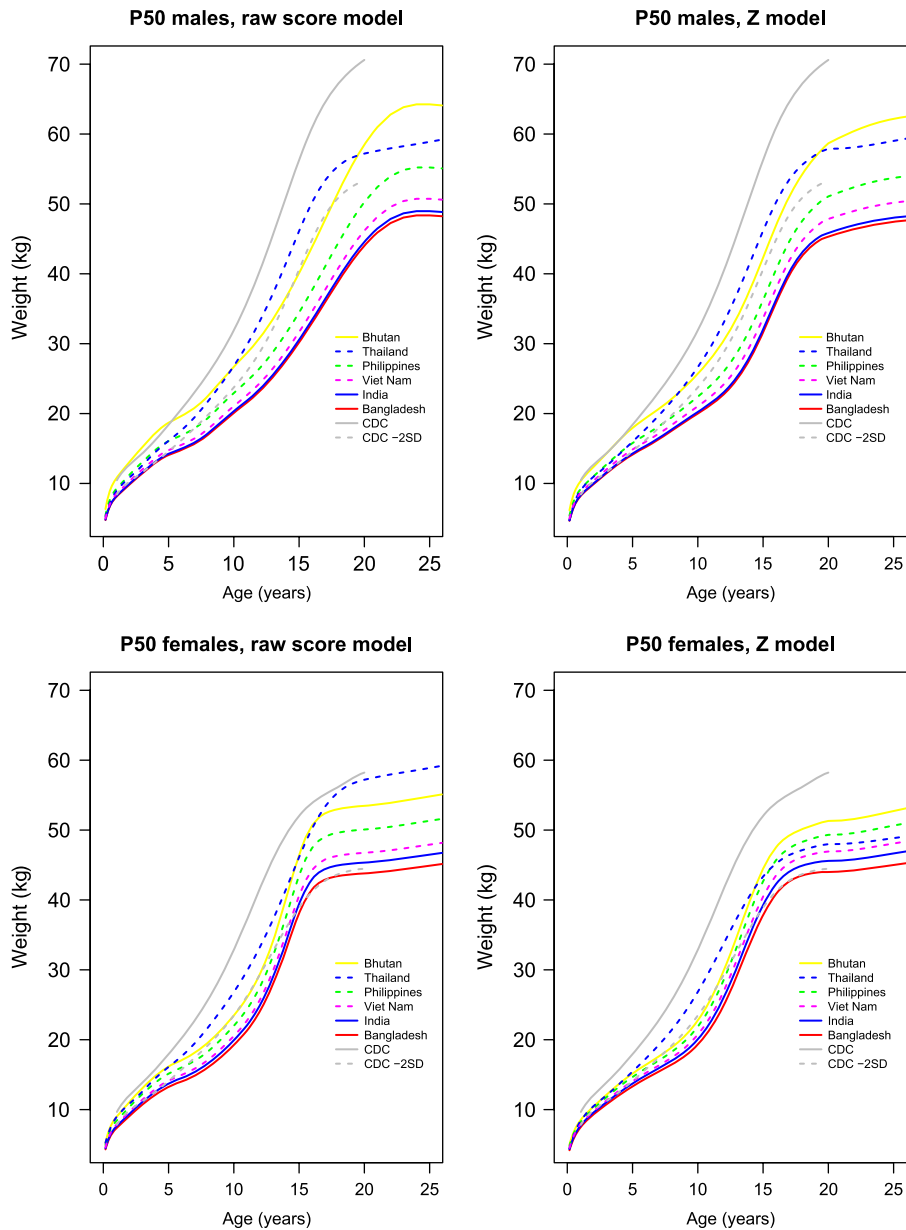 P50 males, raw score model
Weight (kg)
70
60
50
40
30
20
10
Bhutan
Thailand
Philippines
Viet Nam
India
Bangladesh
CDC
CDC −2SD
0 5 10 15 20 25
Age (years)
P50 males, Z model
Weight (kg)
70
60
50
40
30
20
10
Bhutan
Thailand
Philippines
Viet Nam
India
Bangladesh
CDC
CDC −2SD
0 5 10 15 20 25
Age (years)
P50 females, raw score model
Weight (kg)
70
60
50
40
30
20
10
Bhutan
Thailand
Philippines
Viet Nam
India
Bangladesh
CDC
CDC −2SD
0 5 10 15 20 25
Age (years)
P50 females, Z model
Weight (kg)
70
60
50
40
30
20
10
Bhutan
Thailand
Philippines
Viet Nam
India
Bangladesh
CDC
CDC −2SD
0 5 10 15 20 25
Age (years)